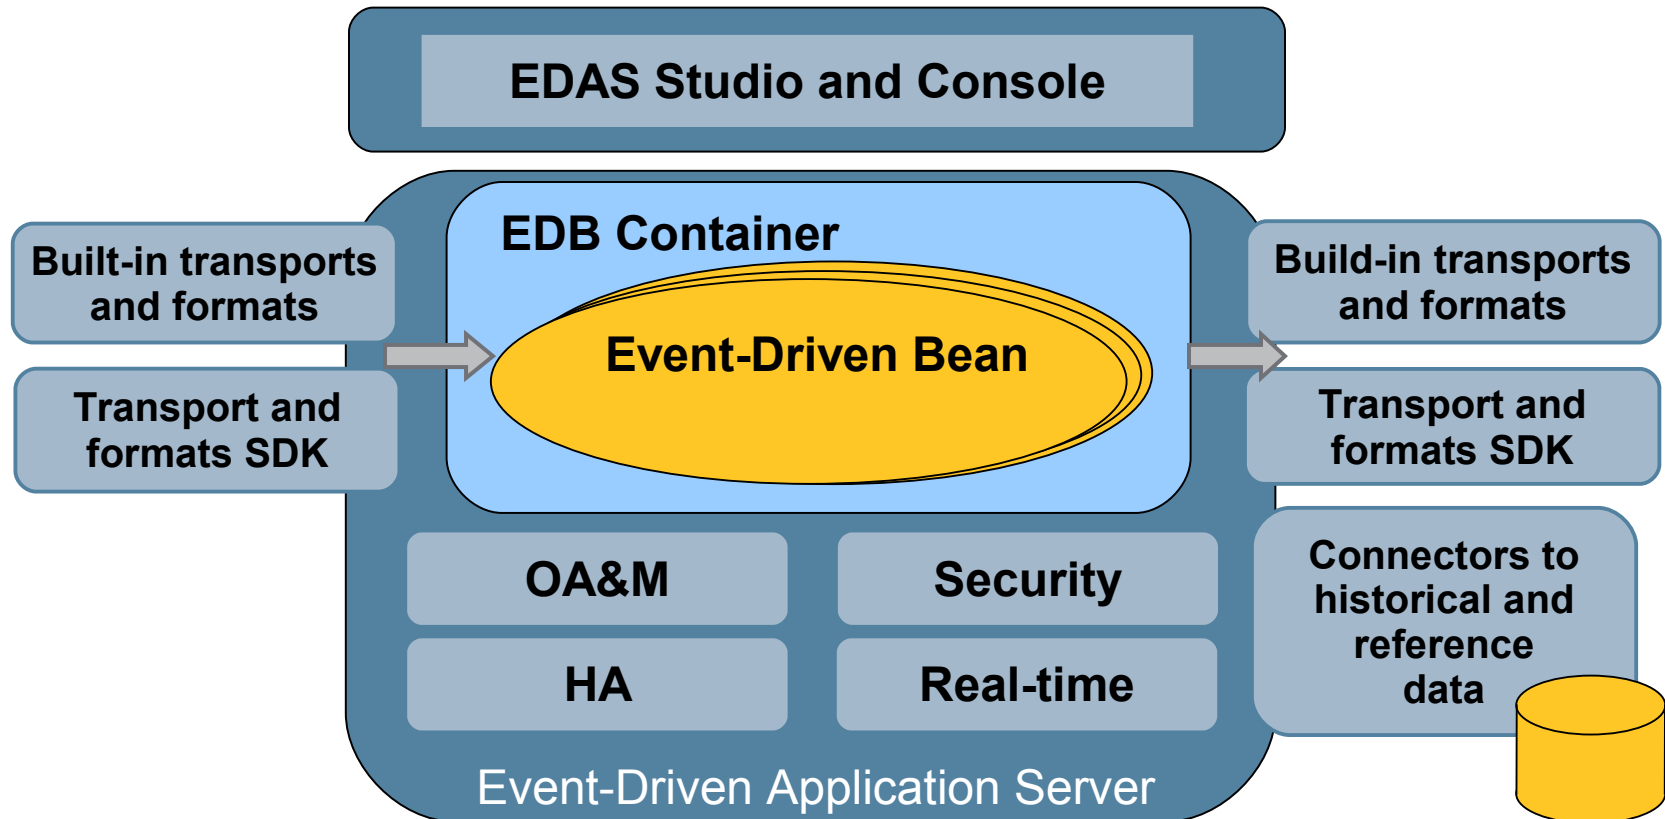 EDAS Studio and Console
EDB Container
Built-in transports
and formats
Transport and
formats SDK
Event-Driven Bean
Build-in transports
and formats
Transport and
formats SDK
OA&M
Security
HA
Real-time
Connectors to
historical and
reference
data
Event-Driven Application Server